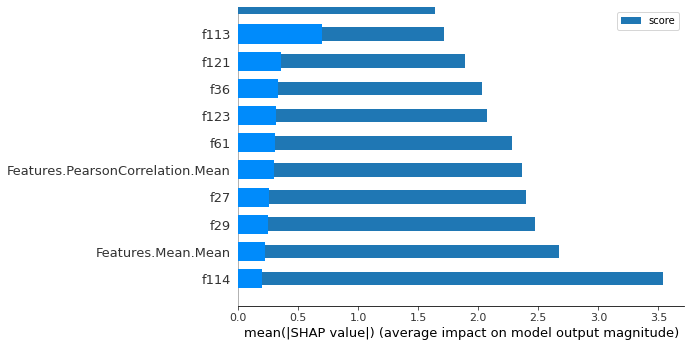 score
f113
f121
f36
f123
f61
Features.PearsonCorrelation.Mean
f27
f29
Features.Mean.Mean
f114
0.0 0.5 1.0 1.5 2.0 2.5 3.0 3.5
mean(|SHAP value|) (average impact on model output magnitude)